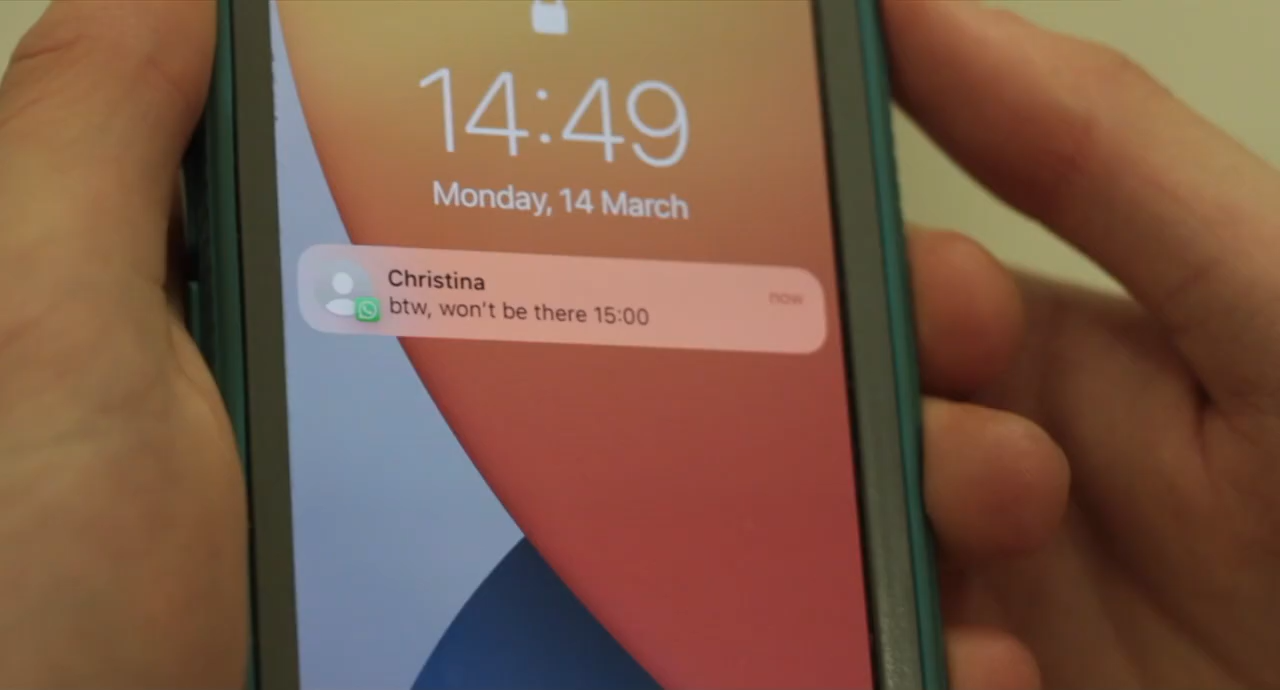 14:49
Monday, 14 March
Christina
now
btw, won't be there 15:00